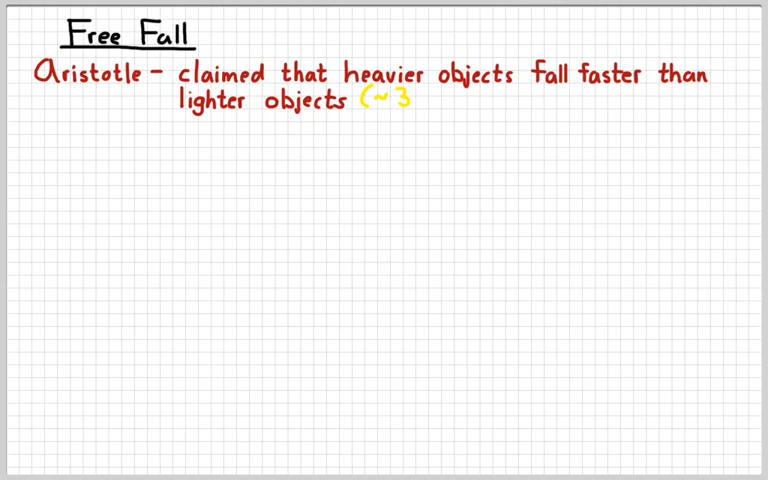 Free Fall
Aristotle - claimed that heavier objects fall faster than
lighter objects (~3